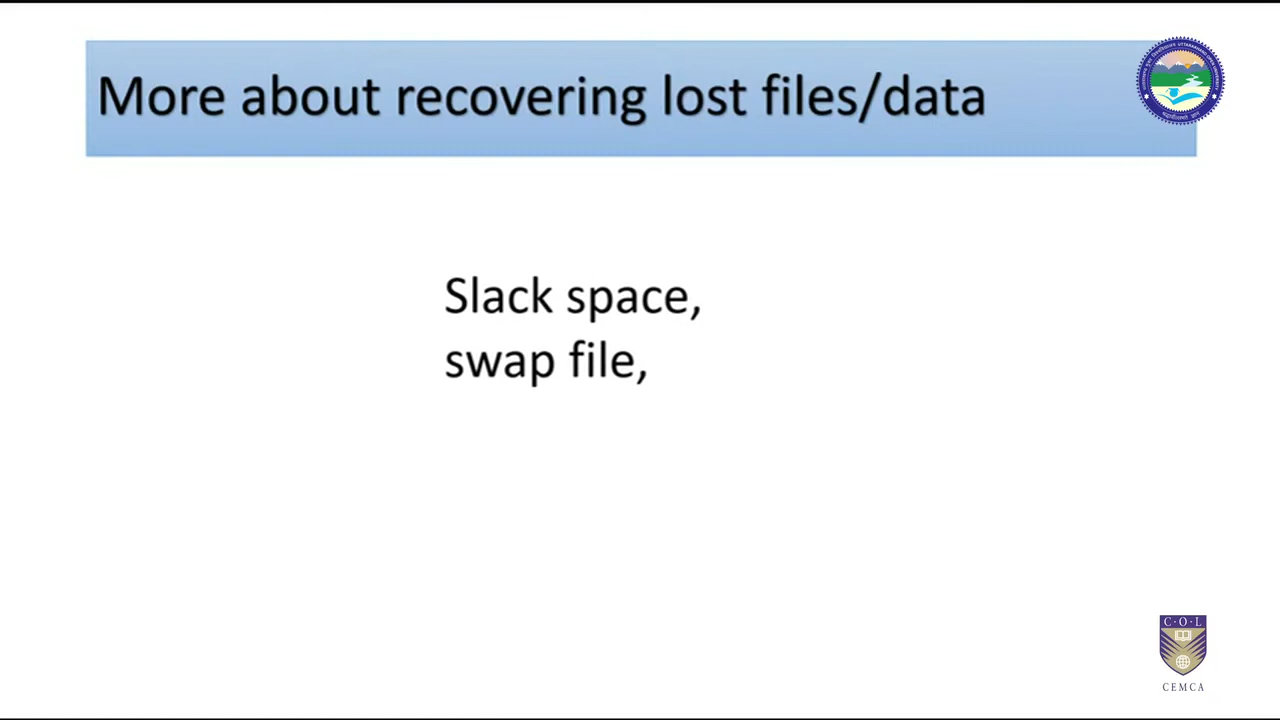 More about recovering lost files/data
Slack space,
swap file,
C·O·L
CEMCA